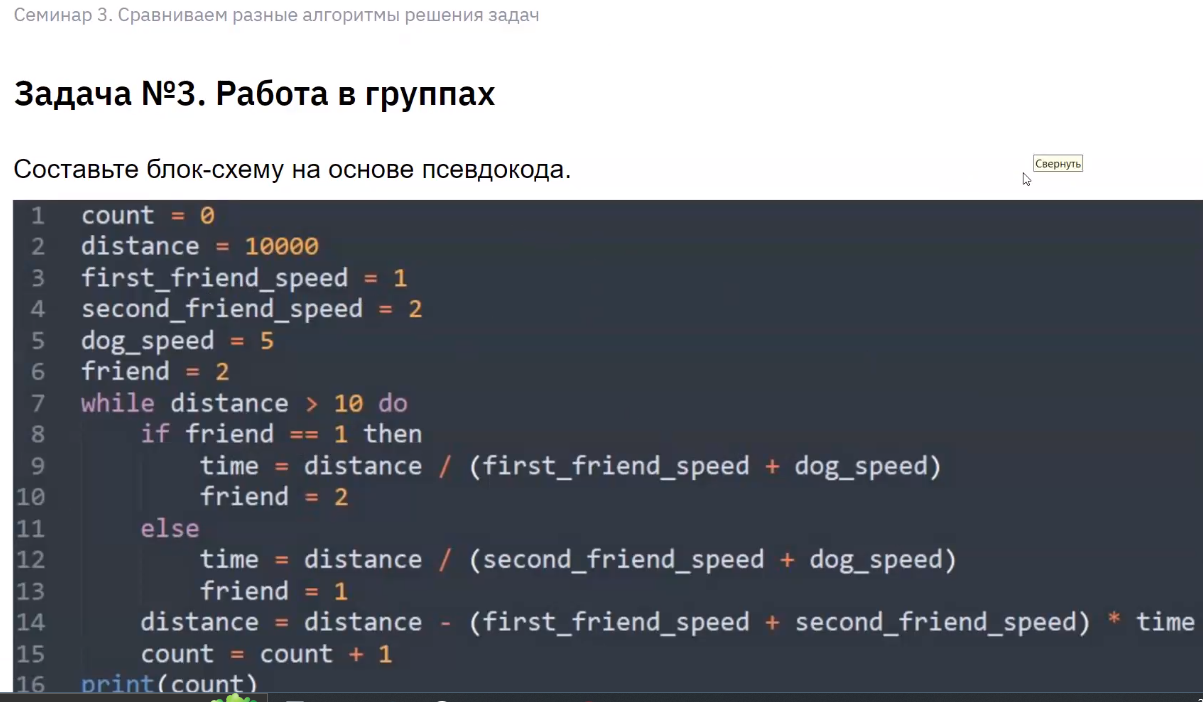 Семинар 3. Сравниваем разные алгоритмы решения задач
Задача №3. Работа в группах
Составьте блок-схему на основе псевдокода.
Свернуть
1 count = 0
2 distance = 10000
3 first_friend_speed = 1
4 second_friend_speed = 2
5 dog_speed = 5
6 friend = 2
7 while distance > 10 do
8 if friend == 1 then
9 time = distance / (first_friend_speed + dog_speed)
10 friend = 2
11 else
12 time = distance / (second_friend_speed + dog_speed)
13 friend = 1
14 distance = distance - (first_friend_speed + second_friend_speed) * time
15 count = count + 1
16 print(count)